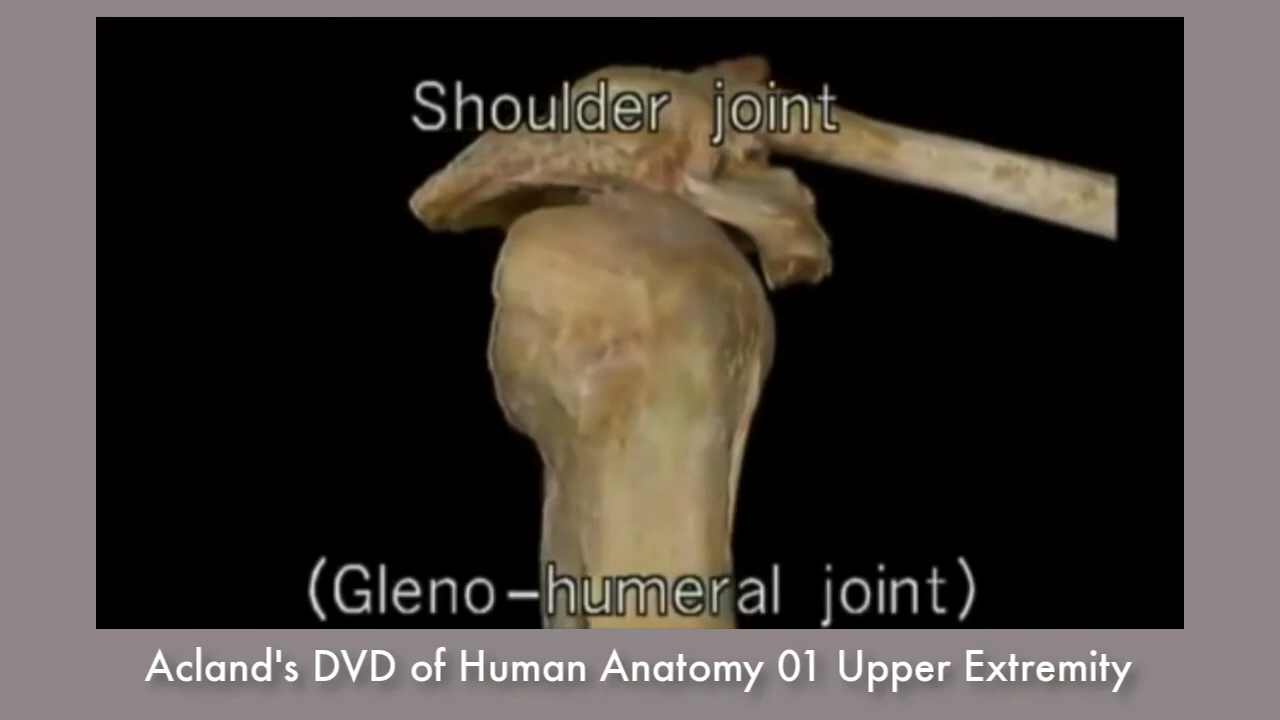 Shoulder joint
(Gleno-humeral joint)
Acland's DVD of Human Anatomy 01 Upper Extremity